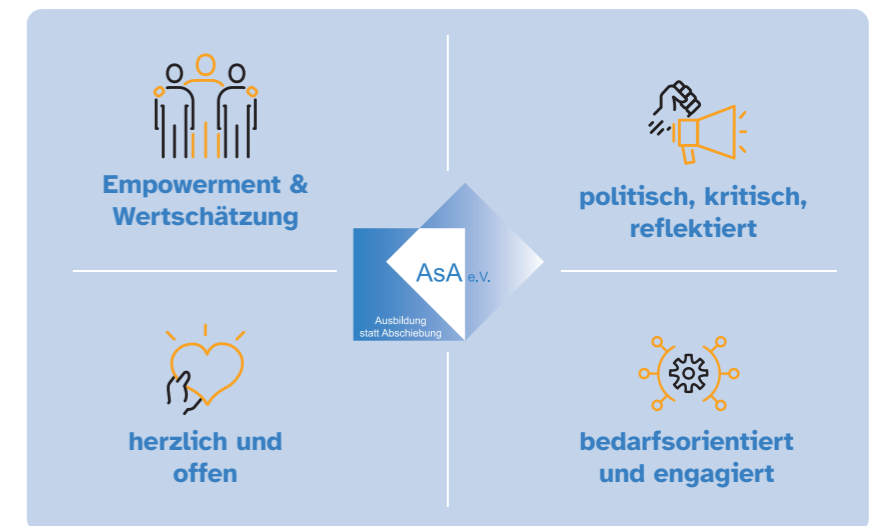 Empowerment &
Wertschätzung
politisch, kritisch,
reflektiert
AsA e.V.
Ausbildung
statt Abschiebung
herzlich und
offen
bedarfsorientiert
und engagiert